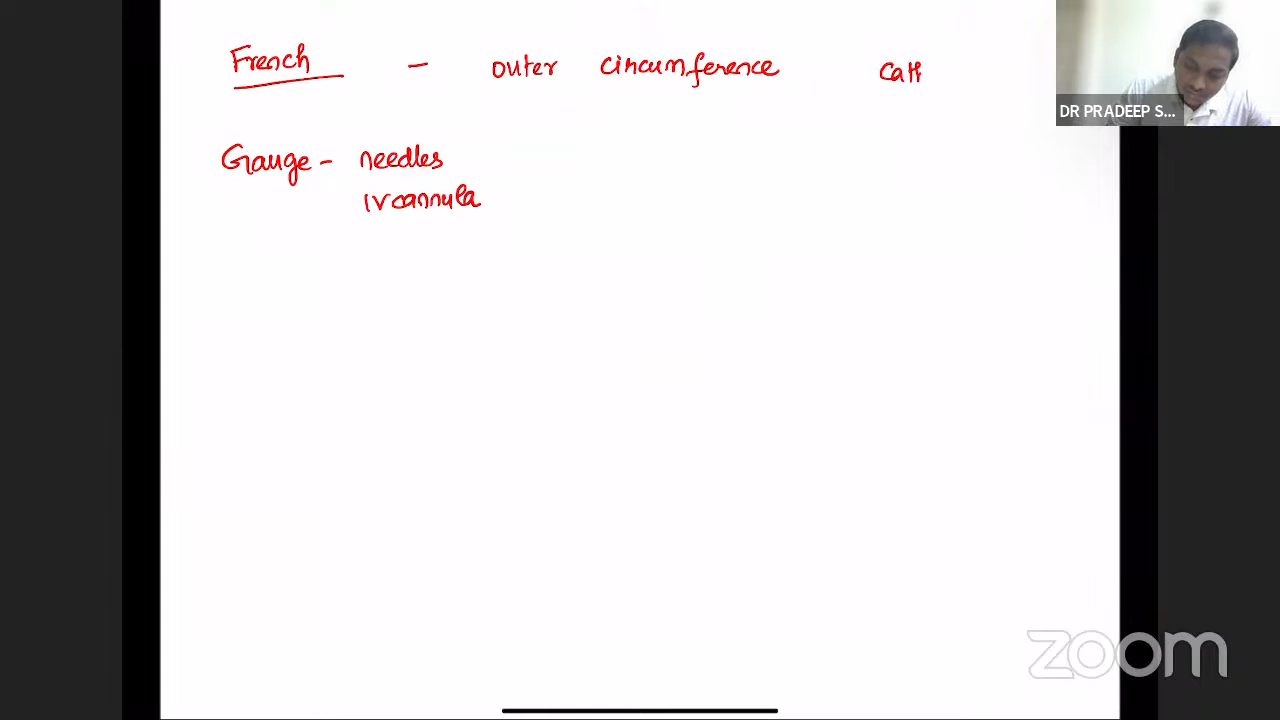 French - outer circumference cath
DR PRADEEP S...
Gauge - needles
IV cannula
zoom